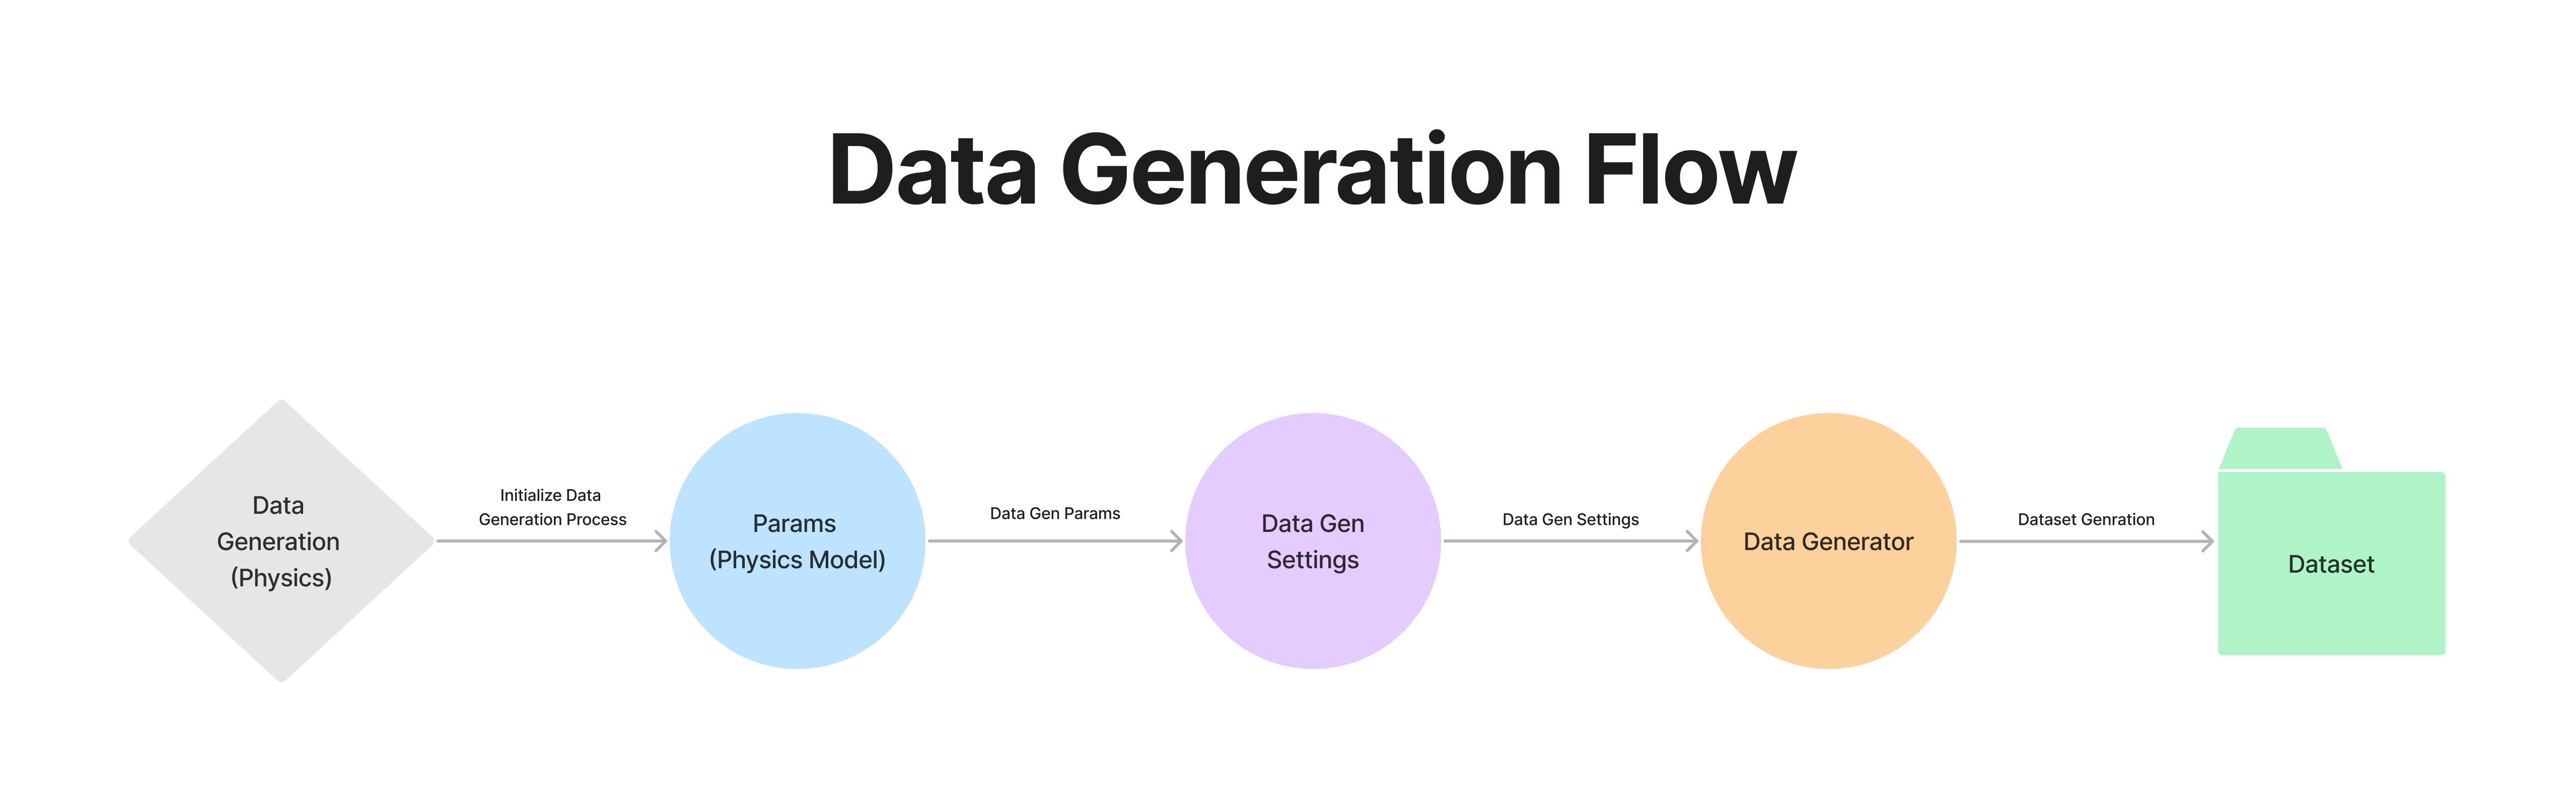 Data Generation Flow
Data
Generation
(Physics)
Initialize Data
Generation Process
Params
(Physics Model)
Data Gen Params
Data Gen
Settings
Data Gen Settings
Data Generator
Dataset Genration
Dataset